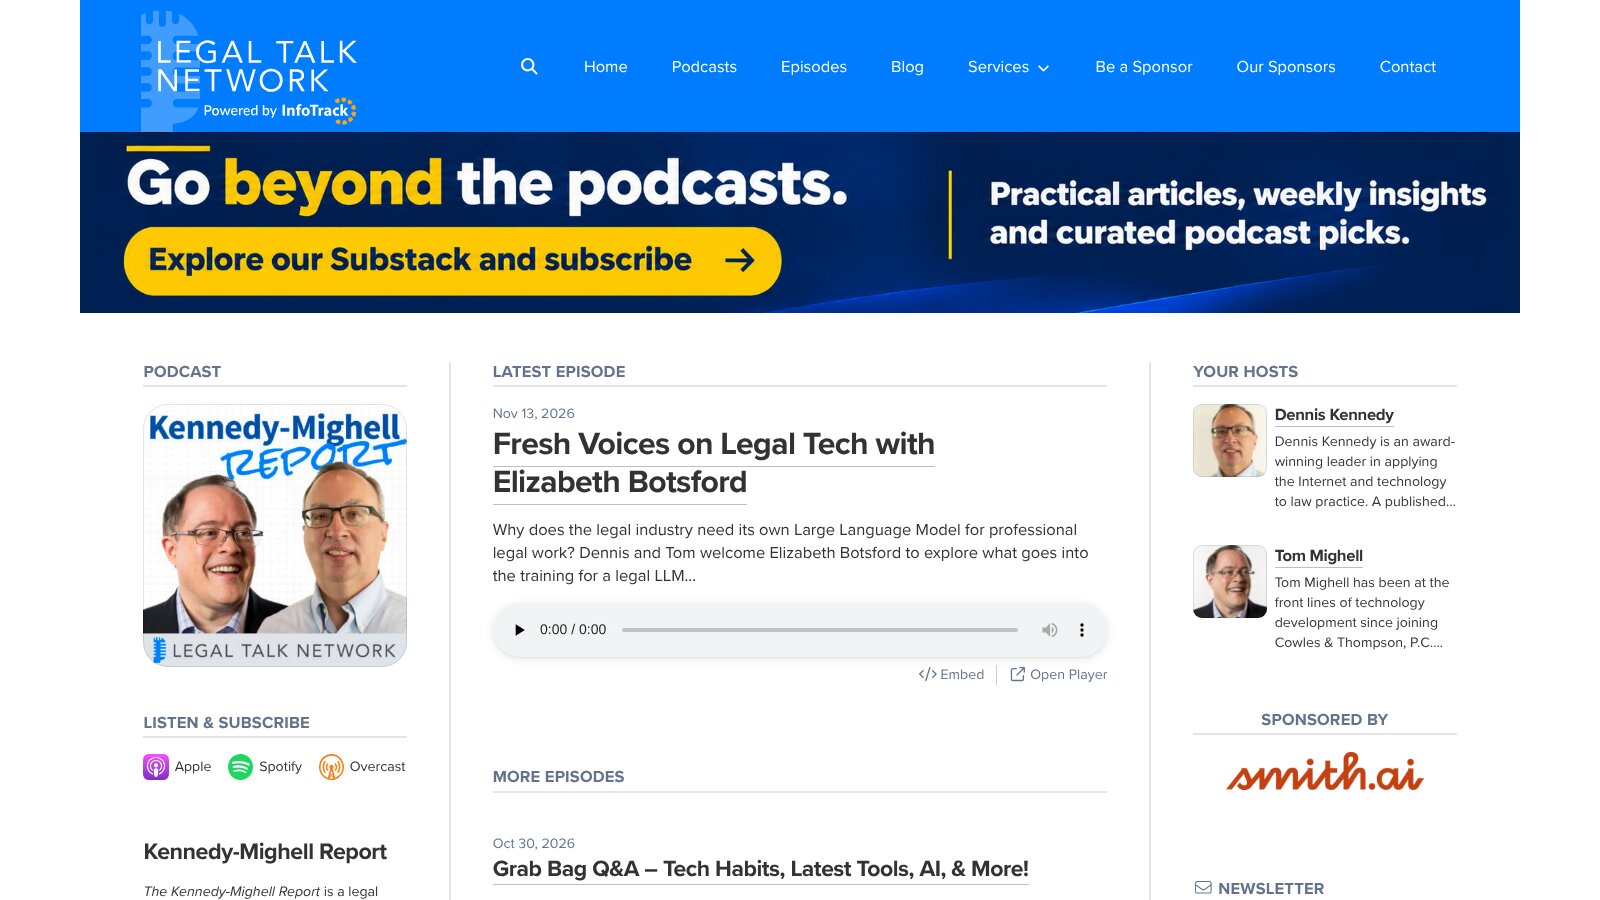 LEGAL TALK
NETWORK
Powered by InfoTrack
Home
Podcasts
Episodes
Blog
Services
Be a Sponsor
Our Sponsors
Contact
Go beyond the podcasts.
Explore our Substack and subscribe
Practical articles, weekly insights
and curated podcast picks.
PODCAST
Kennedy-Mighell
REPORT
LEGAL TALK NETWORK
LISTEN & SUBSCRIBE
Apple
Spotify
Overcast
Kennedy-Mighell Report
The Kennedy-Mighell Report is a legal
LATEST EPISODE
Nov 13, 2026
Fresh Voices on Legal Tech with
Elizabeth Botsford
Why does the legal industry need its own Large Language Model for professional
legal work? Dennis and Tom welcome Elizabeth Botsford to explore what goes into
the training for a legal LLM...
0:00 / 0:00
Embed
Open Player
MORE EPISODES
Oct 30, 2026
Grab Bag Q&A – Tech Habits, Latest Tools, AI, & More!
YOUR HOSTS
Dennis Kennedy
Dennis Kennedy is an award-
winning leader in applying
the Internet and technology
to law practice. A published...
Tom Mighell
Tom Mighell has been at the
front lines of technology
development since joining
Cowles & Thompson, P.C....
SPONSORED BY
smith.ai
NEWSLETTER